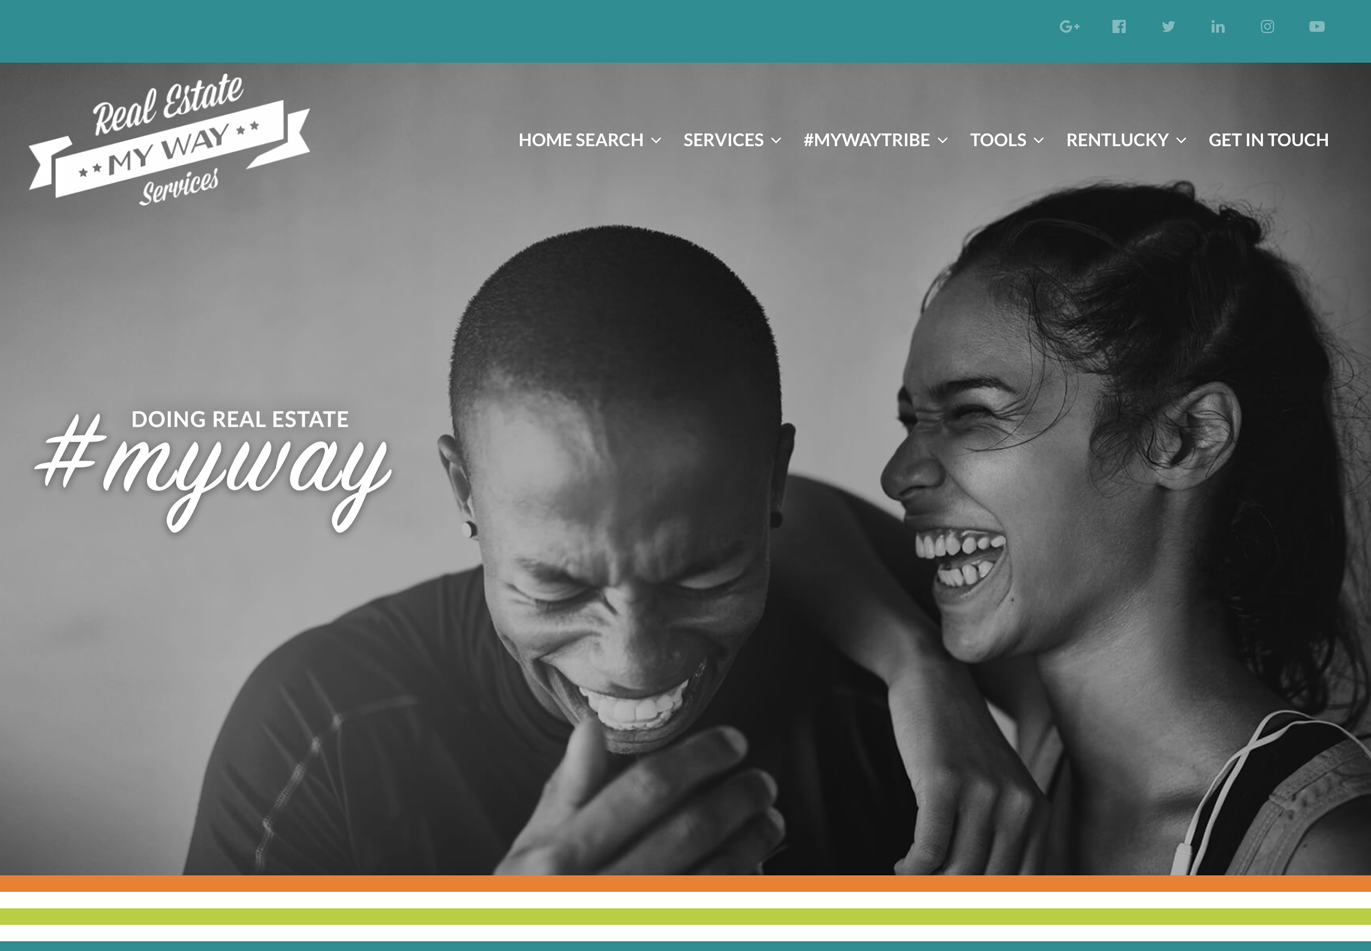 Real Estate
MY WAY
Services
HOME SEARCH
SERVICES
#MYWAYTRIBE
TOOLS
RENTLUCKY
GET IN TOUCH
DOING REAL ESTATE
#myway